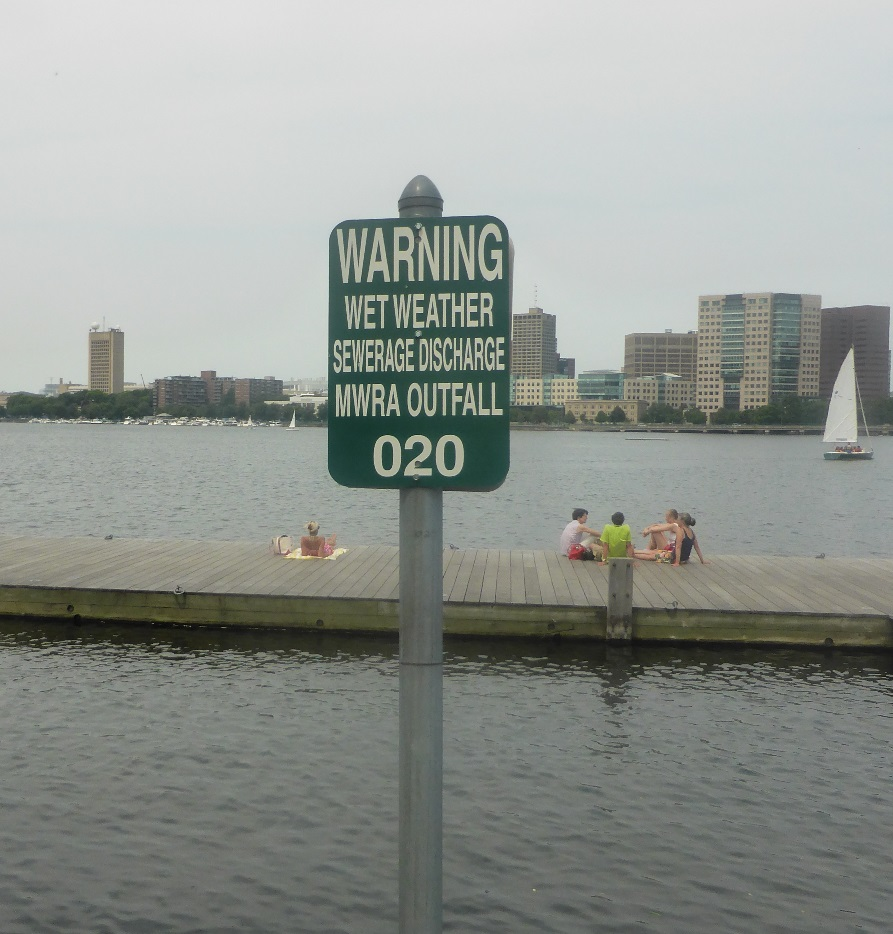 WARNING
WET WEATHER
SEWERAGE DISCHARGE
MWRA OUTFALL
020